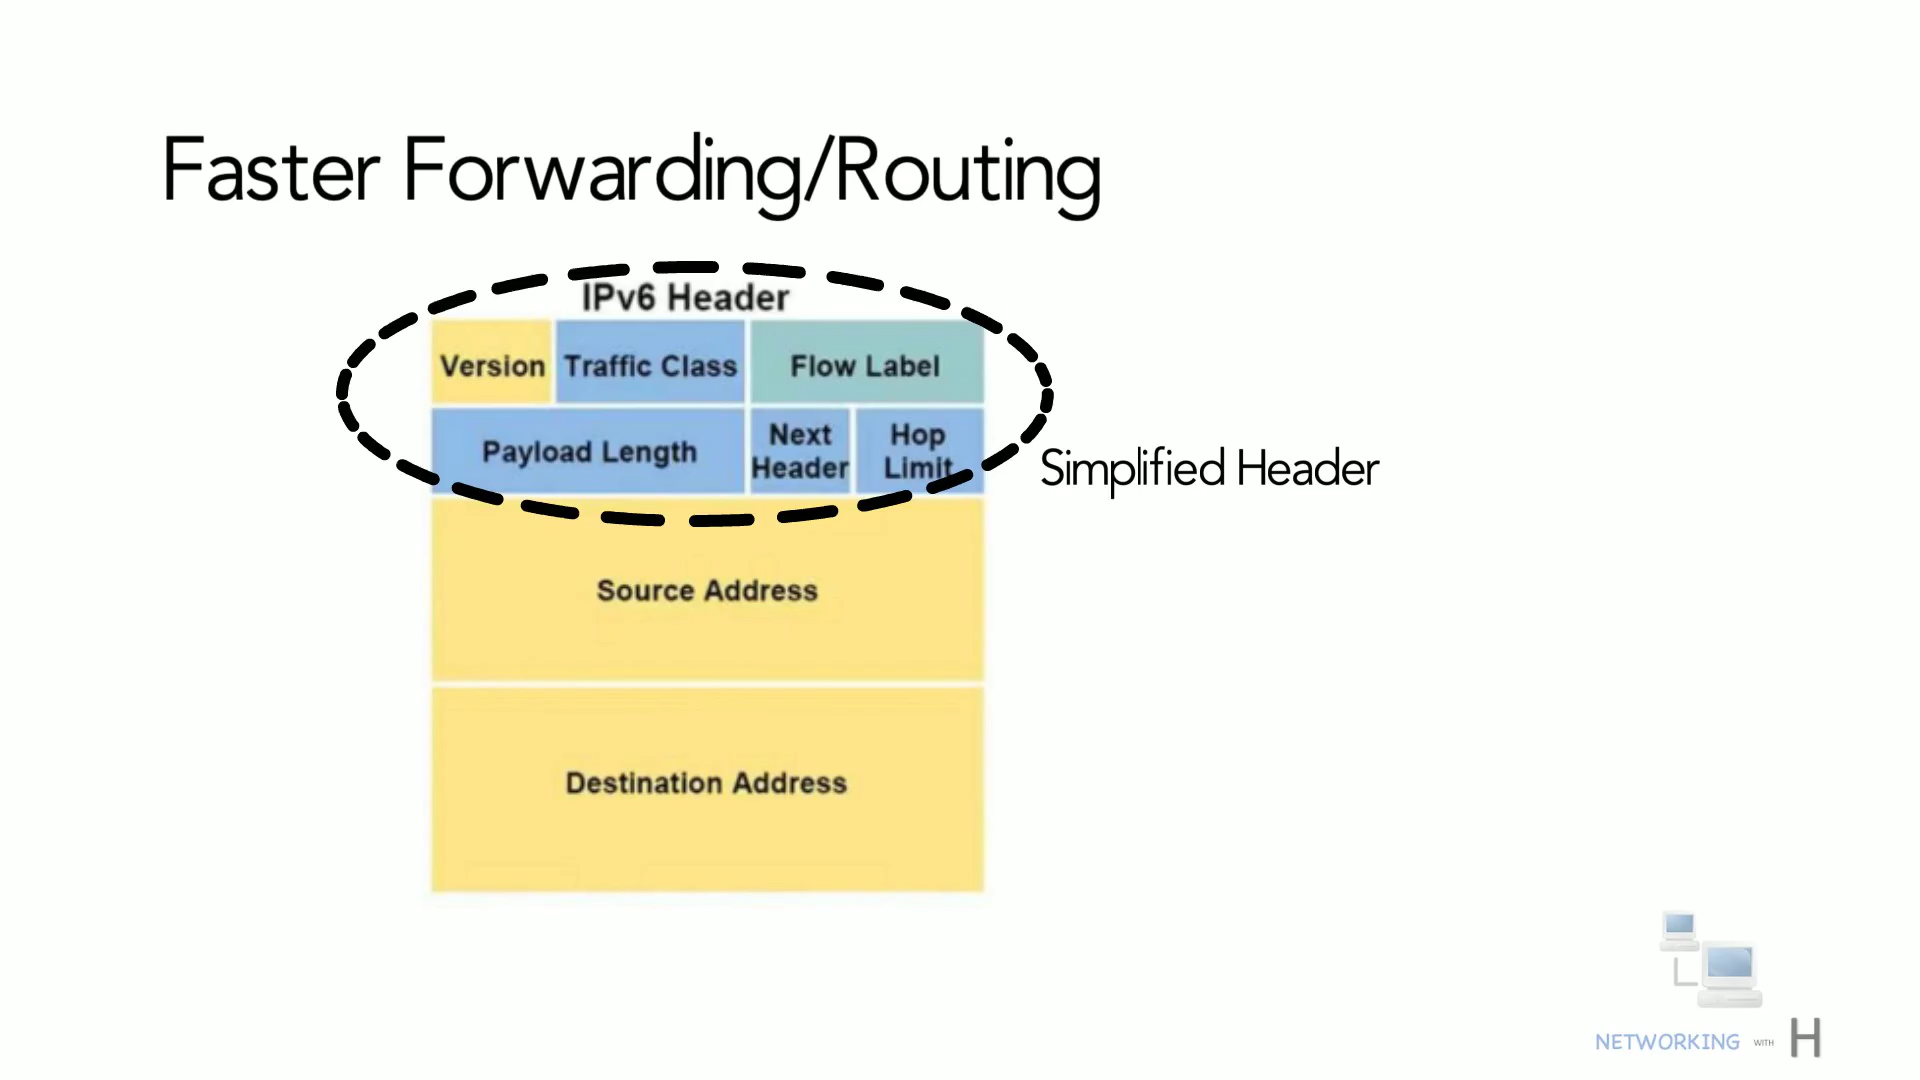 Faster Forwarding/Routing
IPv6 Header
Version Traffic Class Flow Label
Payload Length Next Header Hop Limit
Simplified Header
Source Address
Destination Address
NETWORKING WITH H